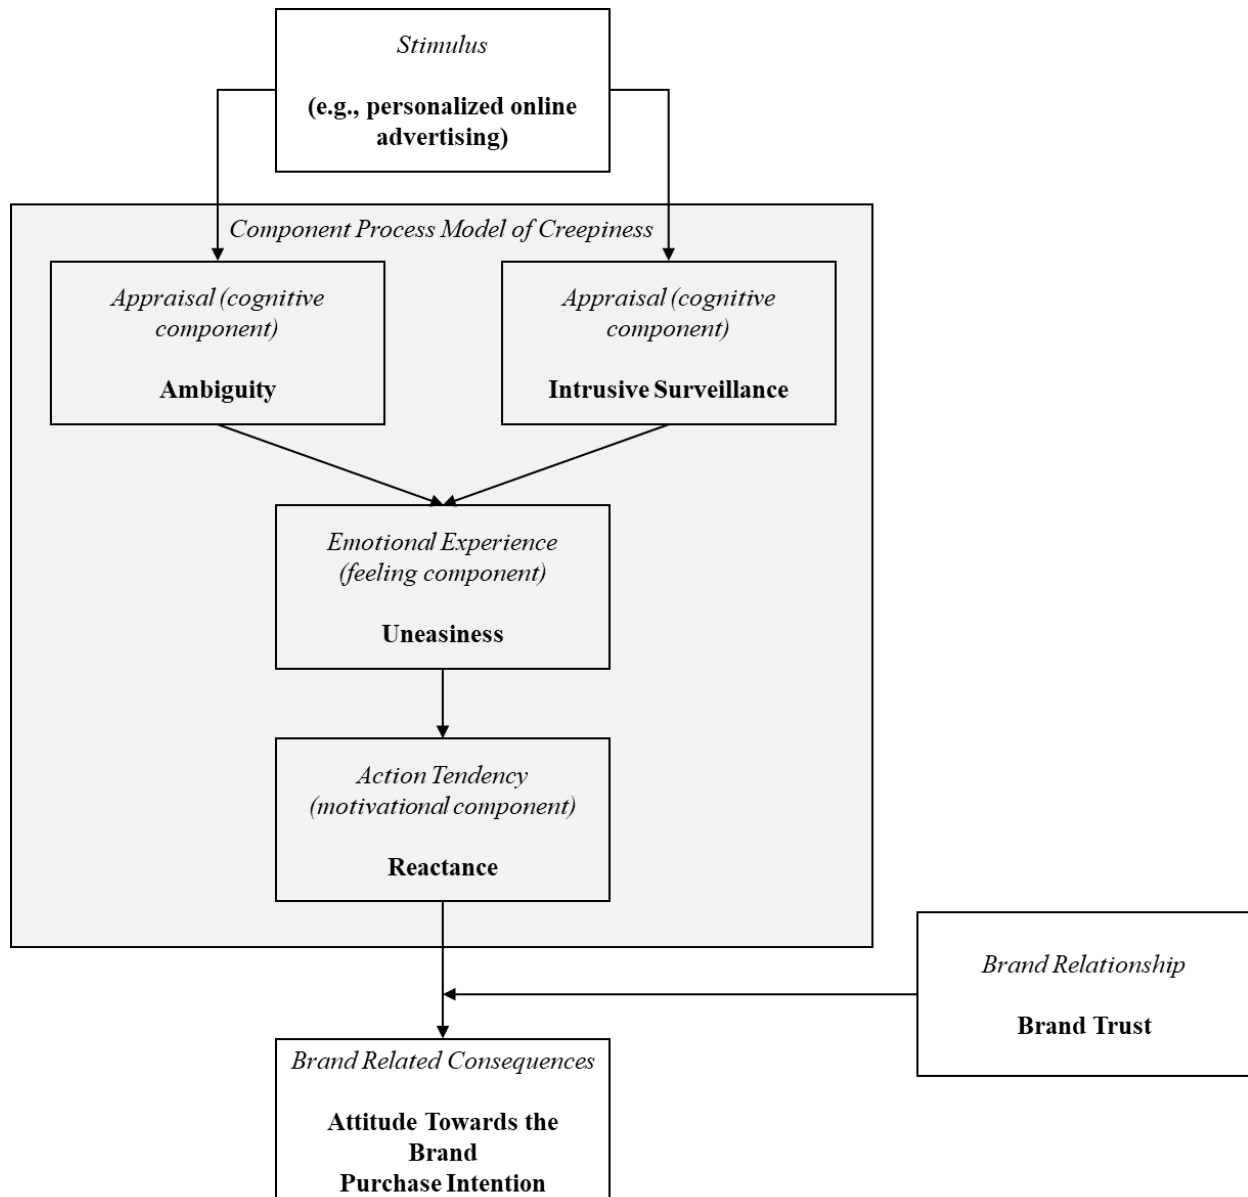 Stimulus
(e.g., personalized online
advertising)
Component Process Model of Creepiness
Appraisal (cognitive
component)
Ambiguity
Appraisal (cognitive
component)
Intrusive Surveillance
Emotional Experience
(feeling component)
Uneasiness
Action Tendency
(motivational component)
Reactance
Brand Relationship
Brand Trust
Brand Related Consequences
Attitude Towards the
Brand
Purchase Intention